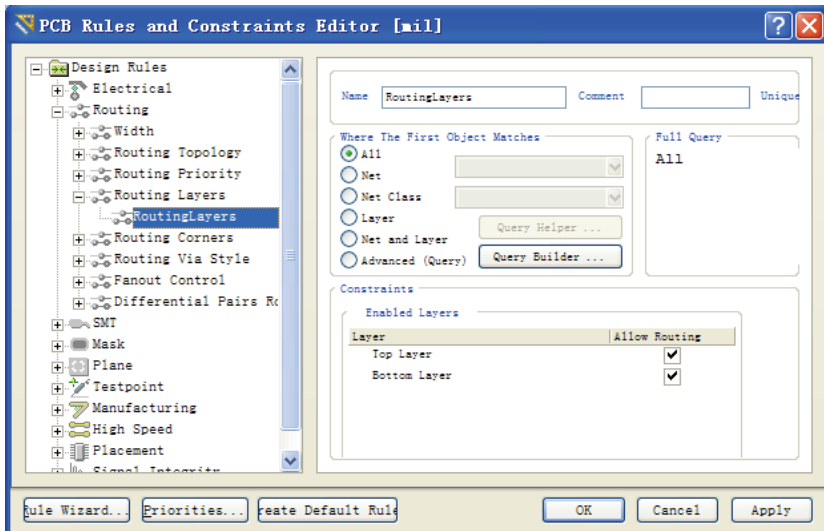 PCB Rules and Constraints Editor [mil]
Design Rules
Electrical
Routing
Width
Routing Topology
Routing Priority
Routing Layers
RoutingLayers
Routing Corners
Routing Via Style
Fanout Control
Differential Pairs Ro
SMT
Mask
Plane
Testpoint
Manufacturing
High Speed
Placement
Signal Integrity
Name RoutingLayers Comment Unique
Where The First Object Matches
All
Net
Net Class
Layer
Net and Layer
Advanced (Query)
Query Helper ...
Query Builder ...
Full Query
All
Constraints
Enabled Layers
Layer Allow Routing
Top Layer
Bottom Layer
Rule Wizard... Priorities... reate Default Rule OK Cancel Apply